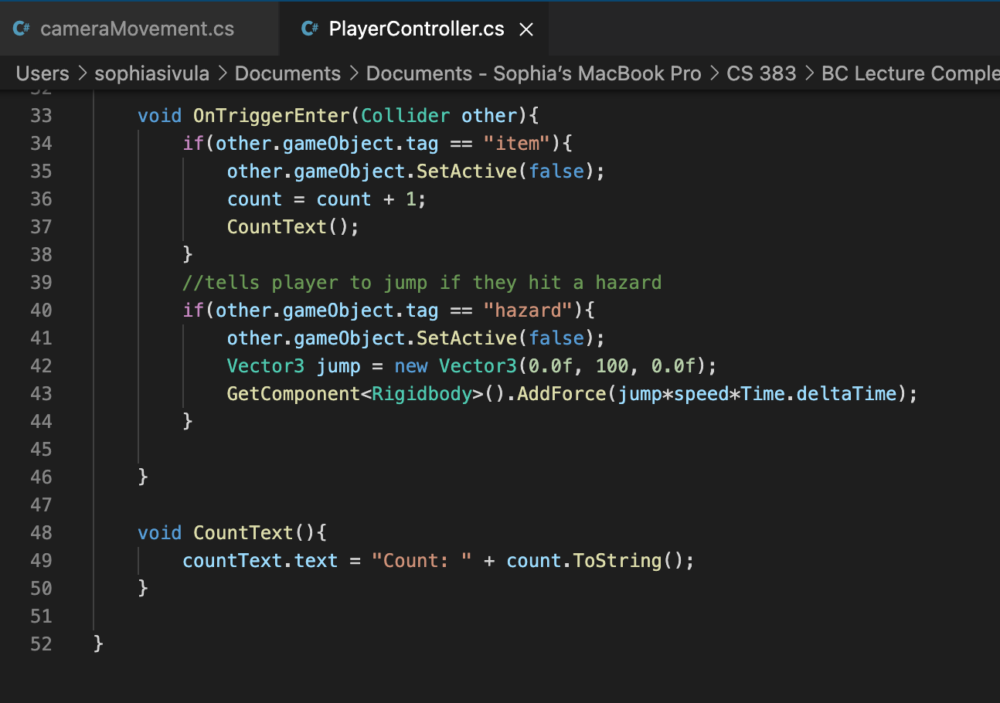 C# cameraMovement.cs C# PlayerController.cs ×
Users > sophiasivula > Documents > Documents - Sophia's MacBook Pro > CS 383 > BC Lecture Comple
32
33 void OnTriggerEnter(Collider other){
34 if(other.gameObject.tag == "item"){
35 other.gameObject.SetActive(false);
36 count = count + 1;
37 CountText();
38 }
39 //tells player to jump if they hit a hazard
40 if(other.gameObject.tag == "hazard"){
41 other.gameObject.SetActive(false);
42 Vector3 jump = new Vector3(0.0f, 100, 0.0f);
43 GetComponent<Rigidbody>().AddForce(jump*speed*Time.deltaTime);
44 }
45
46 }
47
48 void CountText(){
49 countText.text = "Count: " + count.ToString();
50 }
51
52 }